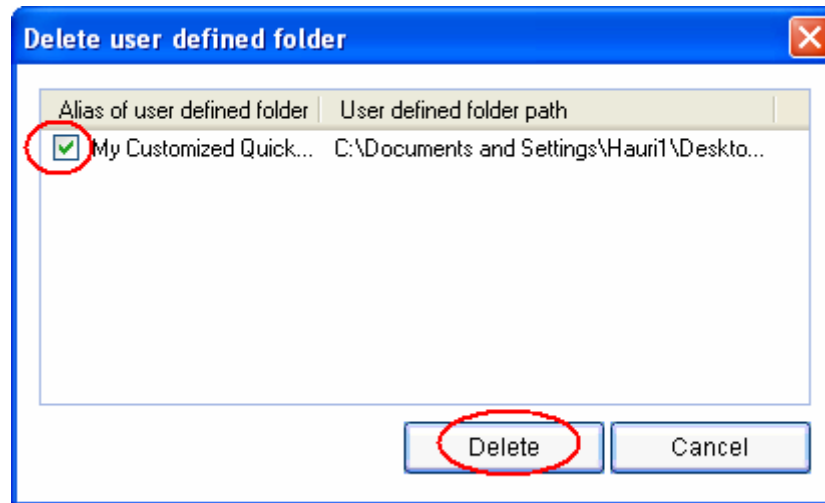 Delete user defined folder
Alias of user defined folder User defined folder path
My Customized Quick... C:\Documents and Settings\Hauri1\Deskto...
Delete Cancel